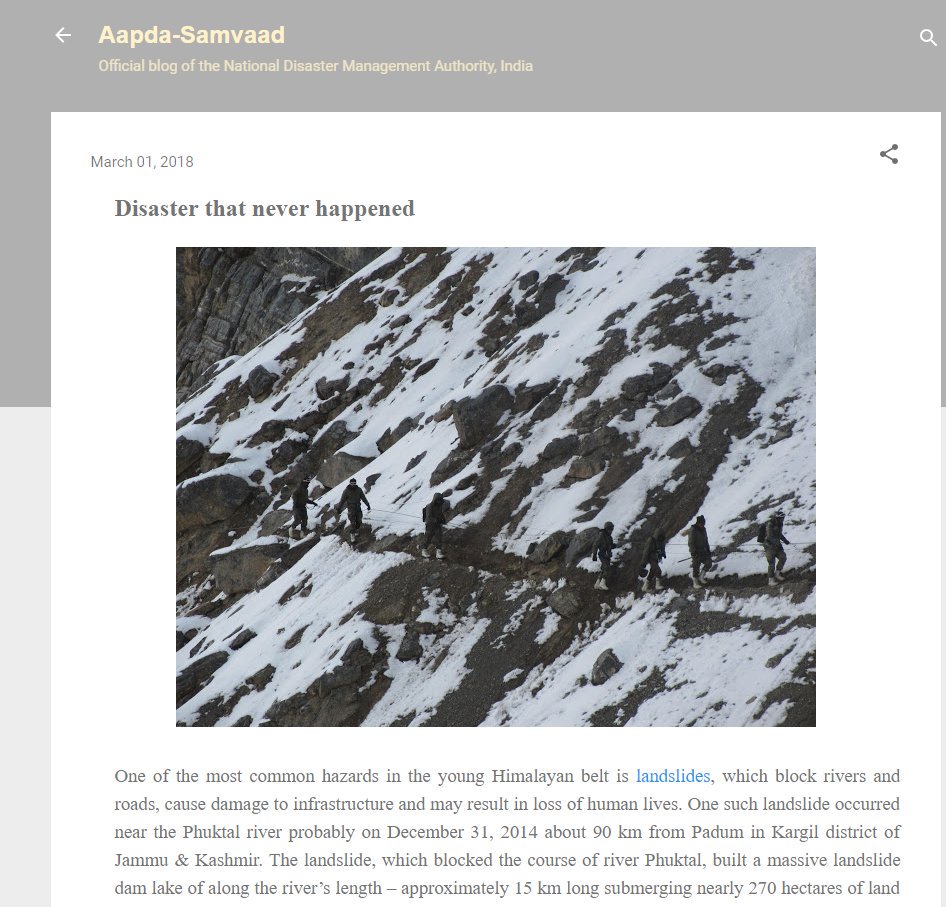 Aapda-Samvaad
Official blog of the National Disaster Management Authority, India
March 01, 2018
Disaster that never happened
One of the most common hazards in the young Himalayan belt is landslides, which block rivers and
roads, cause damage to infrastructure and may result in loss of human lives. One such landslide occurred
near the Phuktal river probably on December 31, 2014 about 90 km from Padum in Kargil district of
Jammu & Kashmir. The landslide, which blocked the course of river Phuktal, built a massive landslide
dam lake of along the river’s length – approximately 15 km long submerging nearly 270 hectares of land